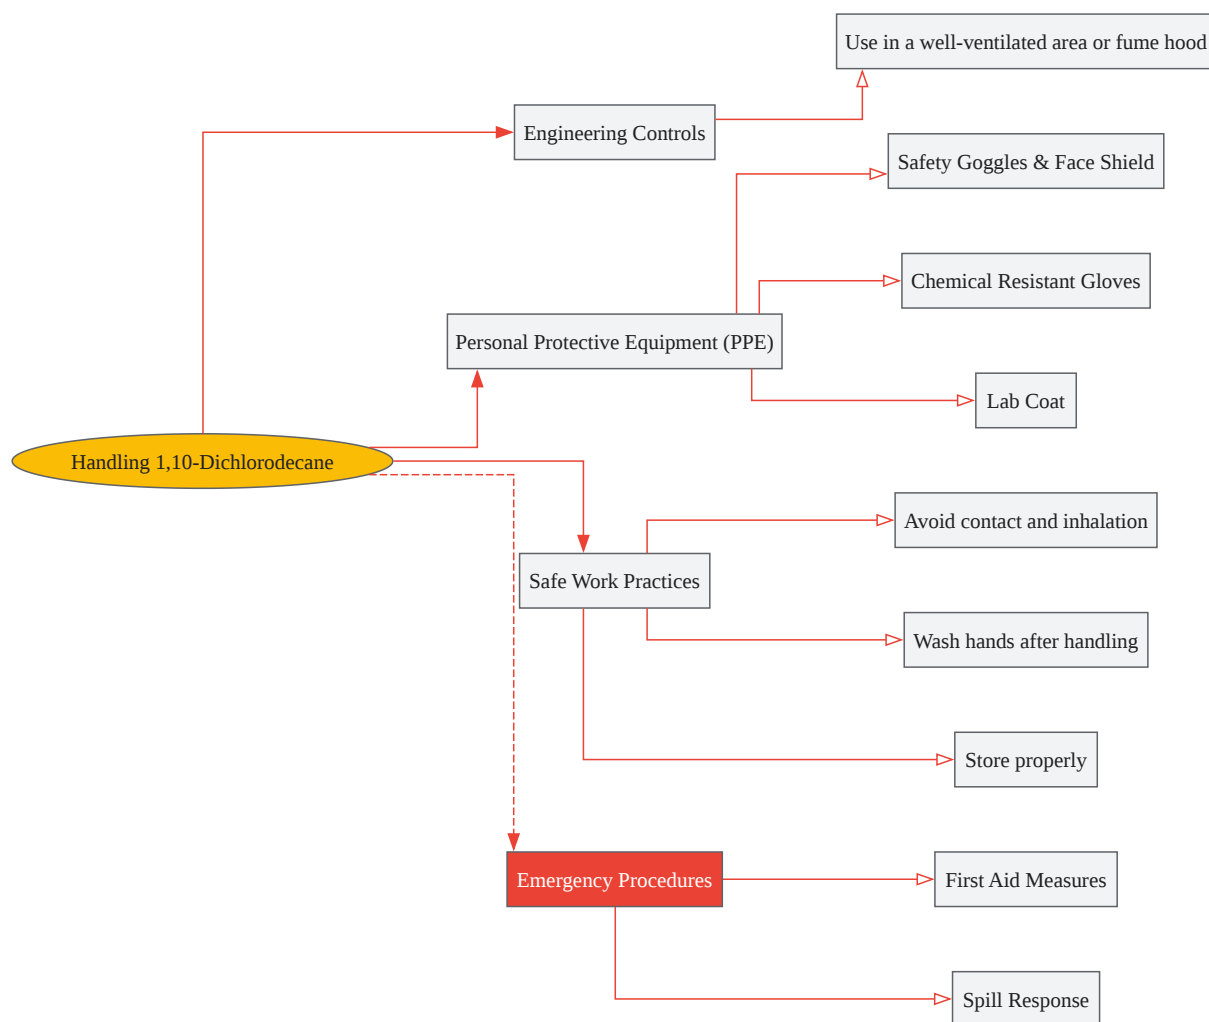 Use in a well-ventilated area or fume hood
Engineering Controls
Safety Goggles & Face Shield
Chemical Resistant Gloves
Personal Protective Equipment (PPE)
Lab Coat
Handling 1,10-Dichlorodecane
Avoid contact and inhalation
Safe Work Practices
Wash hands after handling
Store properly
Emergency Procedures
First Aid Measures
Spill Response